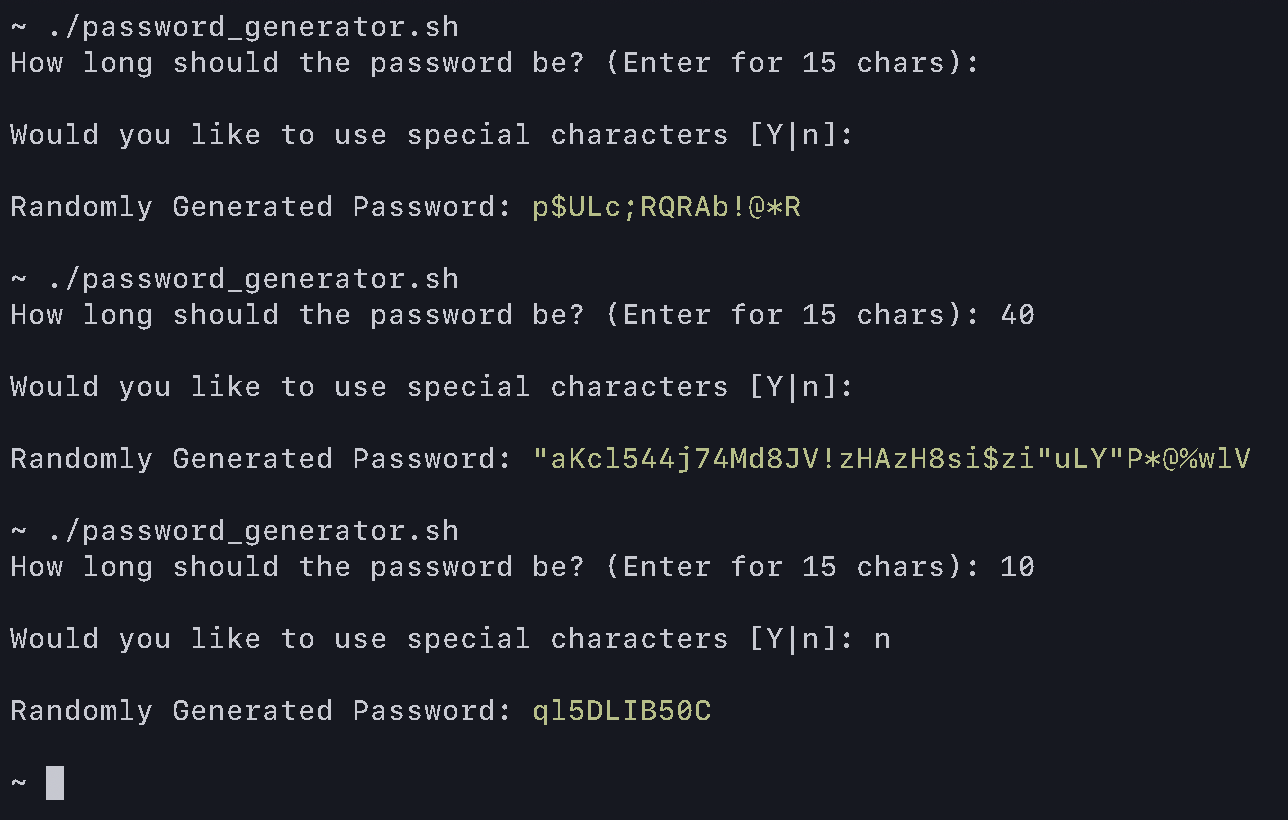 ~ ./password_generator.sh
How long should the password be? (Enter for 15 chars):
Would you like to use special characters [Y|n]:
Randomly Generated Password: p$ULc;RQRAb!@*R
~ ./password_generator.sh
How long should the password be? (Enter for 15 chars): 40
Would you like to use special characters [Y|n]:
Randomly Generated Password: "aKcl544j74Md8JV!zHAzH8si$zi"uLY"P*@%wlV
~ ./password_generator.sh
How long should the password be? (Enter for 15 chars): 10
Would you like to use special characters [Y|n]: n
Randomly Generated Password: ql5DLIB50C
~